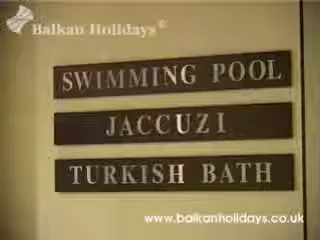 Balkan Holidays®
SWIMMING POOL
JACCUZI
TURKISH BATH
www.balkanholidays.co.uk